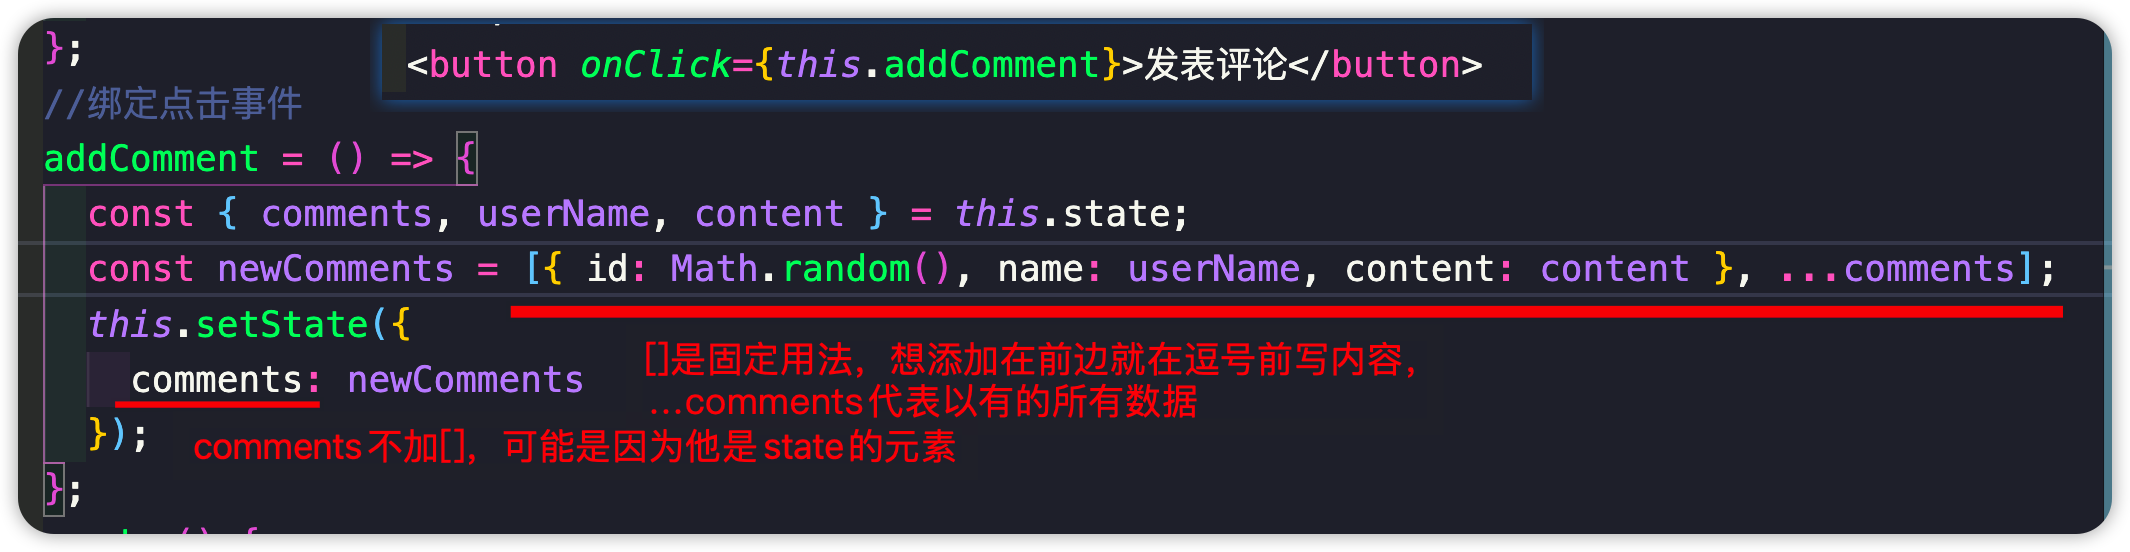 };
<button onClick={this.addComment}>发表评论</button>
//绑定点击事件
addComment = () => {
const { comments, userName, content } = this.state;
const newComments = [{ id: Math.random(), name: userName, content: content }, ...comments];
this.setState({
comments: newComments
[]是固定用法，想添加在前边就在逗号前写内容，
...comments代表以有的所有数据
});
comments不加[]，可能是因为他是state的元素
};